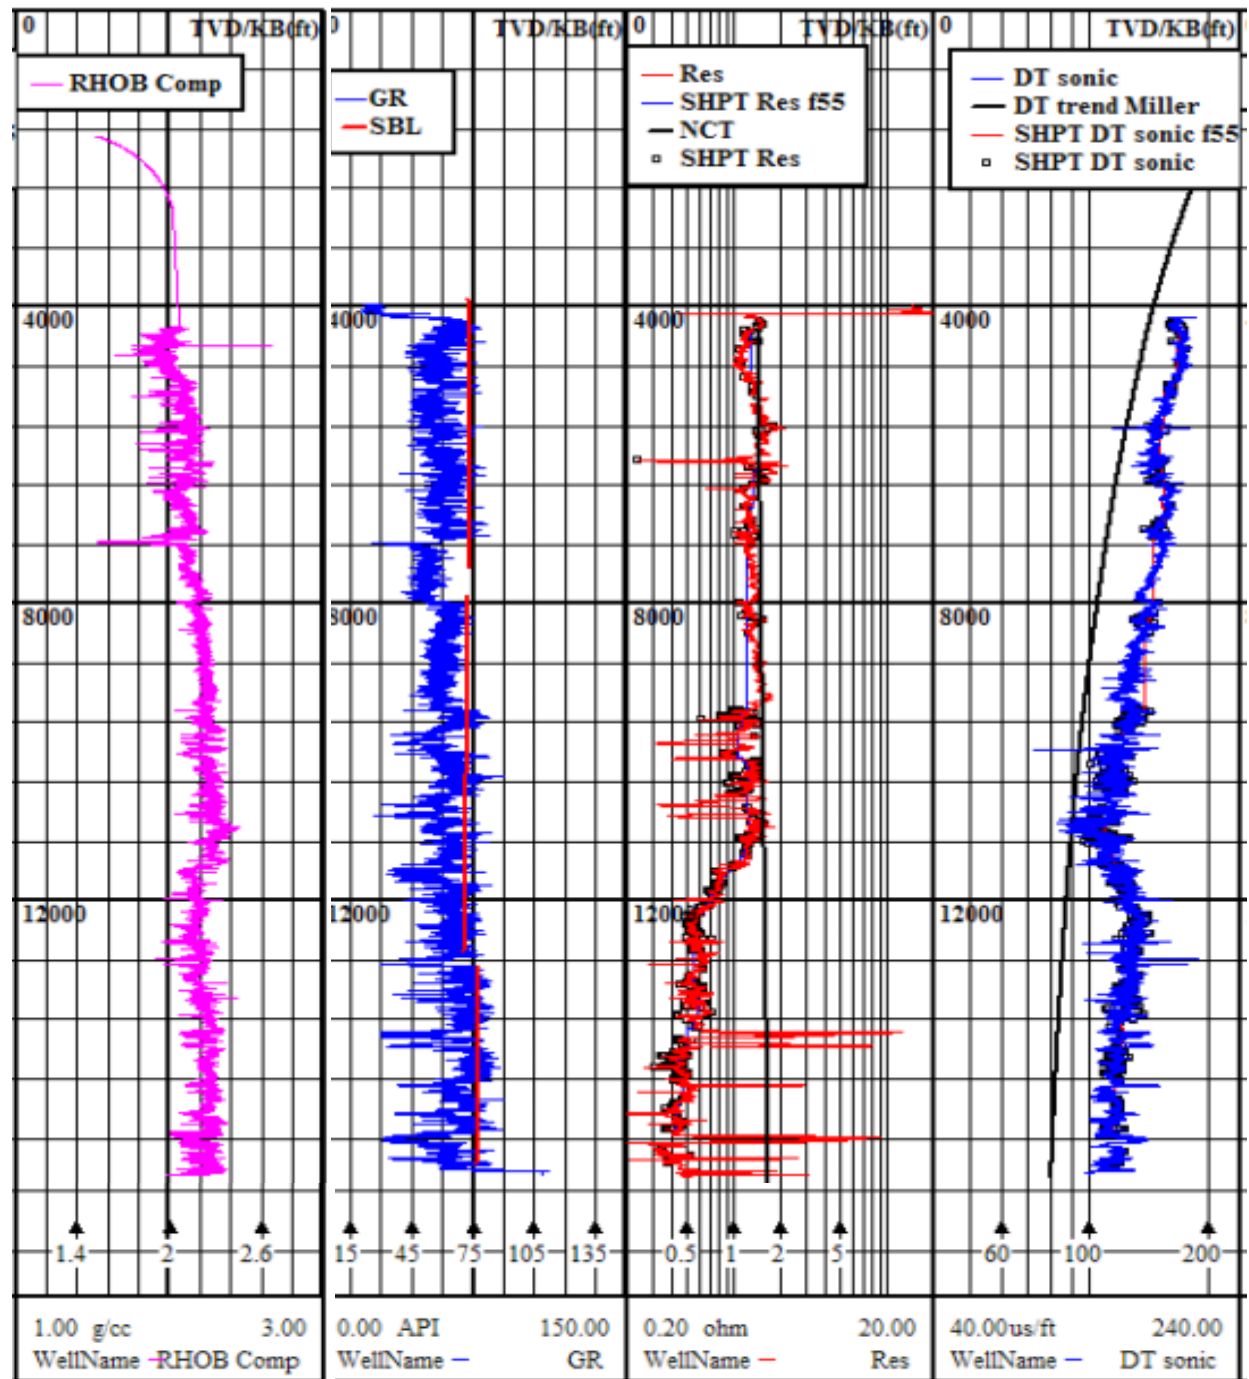 0 TVD/KB(ft) 0 TVD/KB(ft) 0 TVD/KB(ft) 0 TVD/KB(ft)
RHOB Comp
GR
SBL
Res
SHPT Res f55
NCT
SHPT Res
DT sonic
DT trend Miller
SHPT DT sonic f55
SHPT DT sonic
4000 4000 4000 4000
8000 8000 8000 8000
12000 12000 12000 12000
1.4 2 2.6 15 45 75 105 135 0.5 1 2 5 60 100 200
1.00 g/cc 3.00 0.00 API 150.00 0.20 ohm 20.00 40.00us/ft 240.00
WellName RHOB Comp WellName GR WellName Res WellName DT sonic